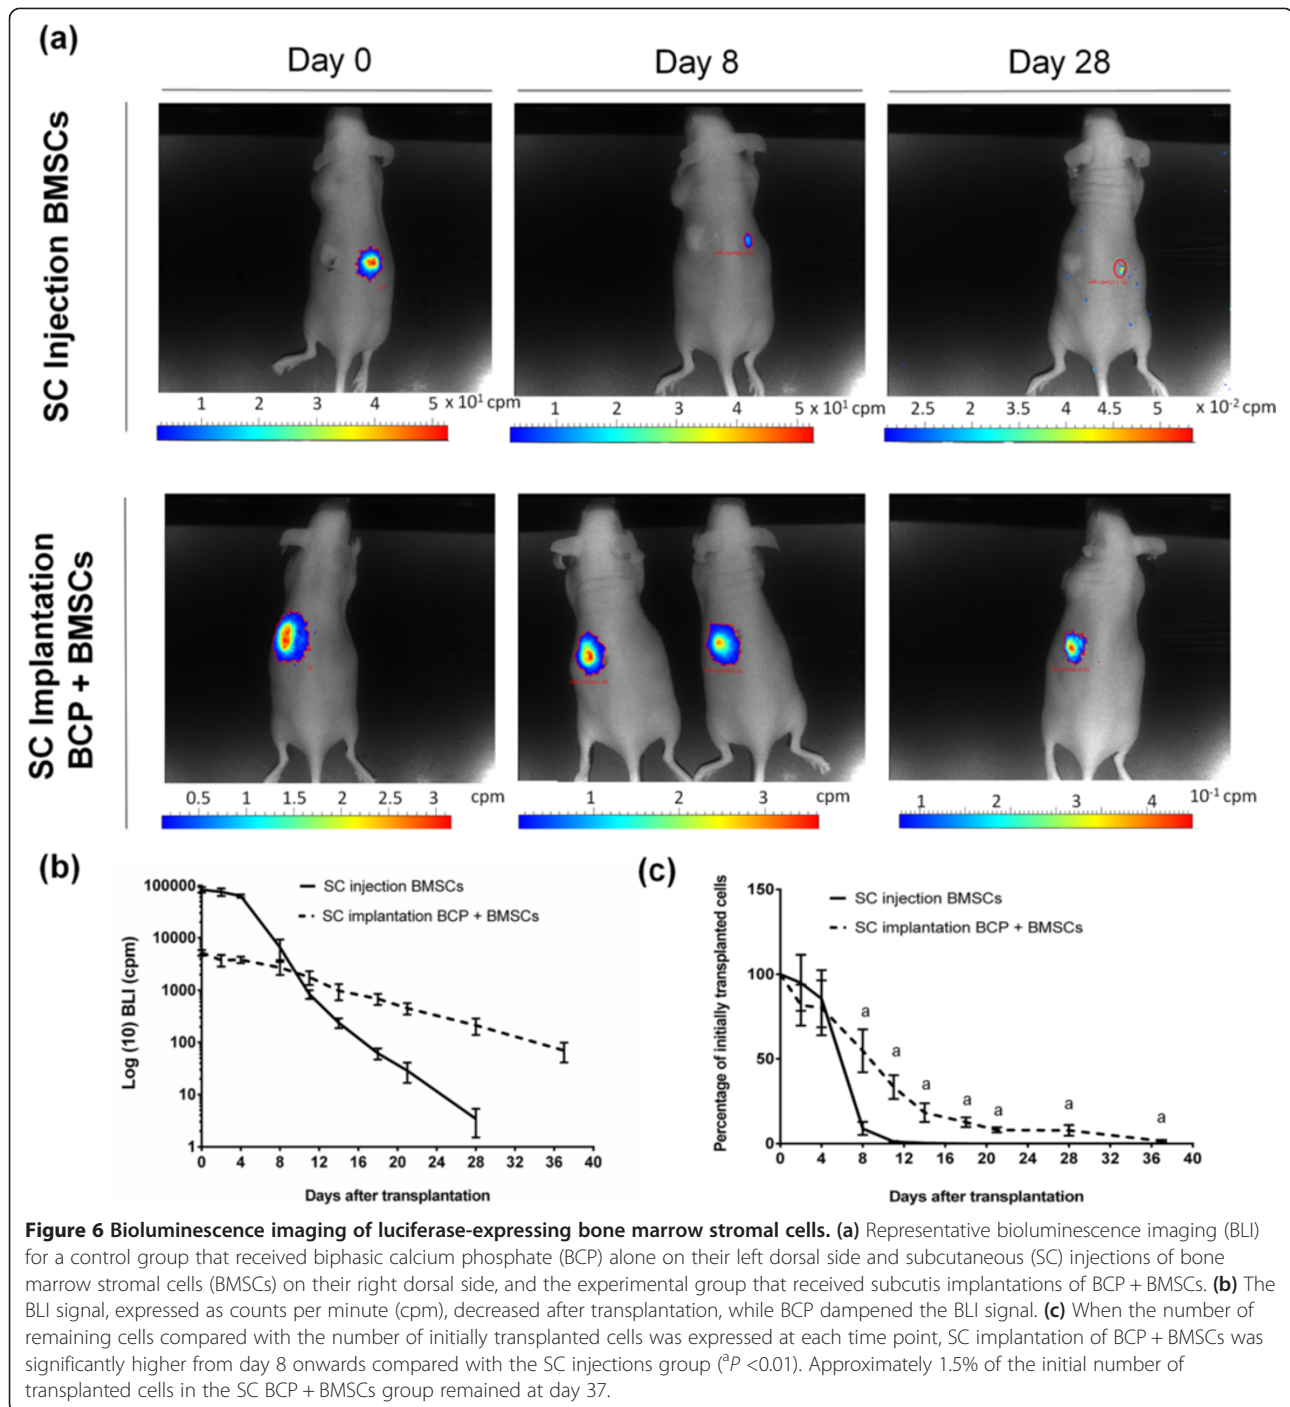 (a)
Day 0
Day 8
Day 28
SC Injection BMSCs
1 2 3 4 5 x 10¹ cpm
1 2 3 4 5 x 10¹ cpm
2.5 2 3.5 4 4.5 5 x 10⁻² cpm
SC Implantation
BCP + BMSCs
0.5 1 1.5 2 2.5 3 cpm
1 2 3 cpm
1 2 3 4 10⁻¹ cpm
(b)
SC injection BMSCs
SC implantation BCP + BMSCs
Log (10) BLI (cpm)
100000
10000
1000
100
10
1
0 4 8 12 16 20 24 28 32 36 40
Days after transplantation
(c)
SC injection BMSCs
SC implantation BCP + BMSCs
Percentage of initially transplanted cells
150
100
50
0
a a a a a a a
0 4 8 12 16 20 24 28 32 36 40
Days after transplantation
Figure 6 Bioluminescence imaging of luciferase-expressing bone marrow stromal cells. (a) Representative bioluminescence imaging (BLI)
for a control group that received biphasic calcium phosphate (BCP) alone on their left dorsal side and subcutaneous (SC) injections of bone
marrow stromal cells (BMSCs) on their right dorsal side, and the experimental group that received subcutis implantations of BCP + BMSCs. (b) The
BLI signal, expressed as counts per minute (cpm), decreased after transplantation, while BCP dampened the BLI signal. (c) When the number of
remaining cells compared with the number of initially transplanted cells was expressed at each time point, SC implantation of BCP + BMSCs was
significantly higher from day 8 onwards compared with the SC injections group (ᵃP <0.01). Approximately 1.5% of the initial number of
transplanted cells in the SC BCP + BMSCs group remained at day 37.